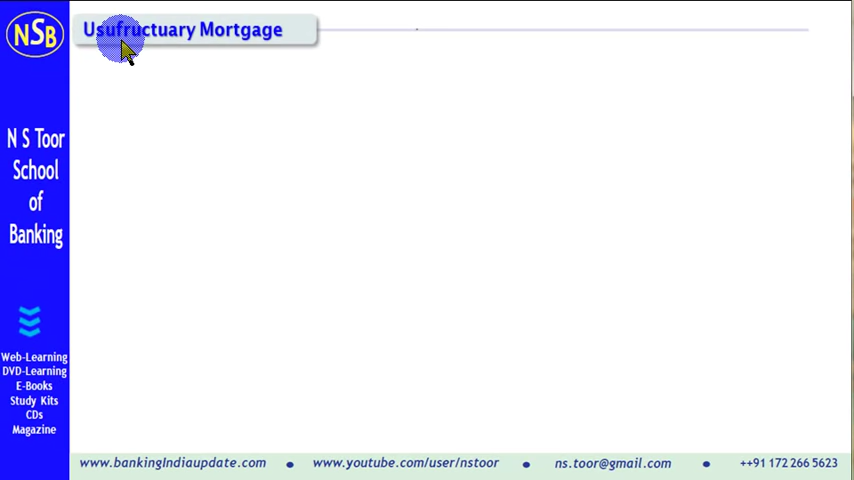 NSB
Usufructuary Mortgage
N S Toor
School
of
Banking
Web-Learning
DVD-Learning
E-Books
Study Kits
CDs
Magazine
www.bankingIndiaupdate.com • www.youtube.com/user/nstoor • ns.toor@gmail.com • ++91 172 266 5623